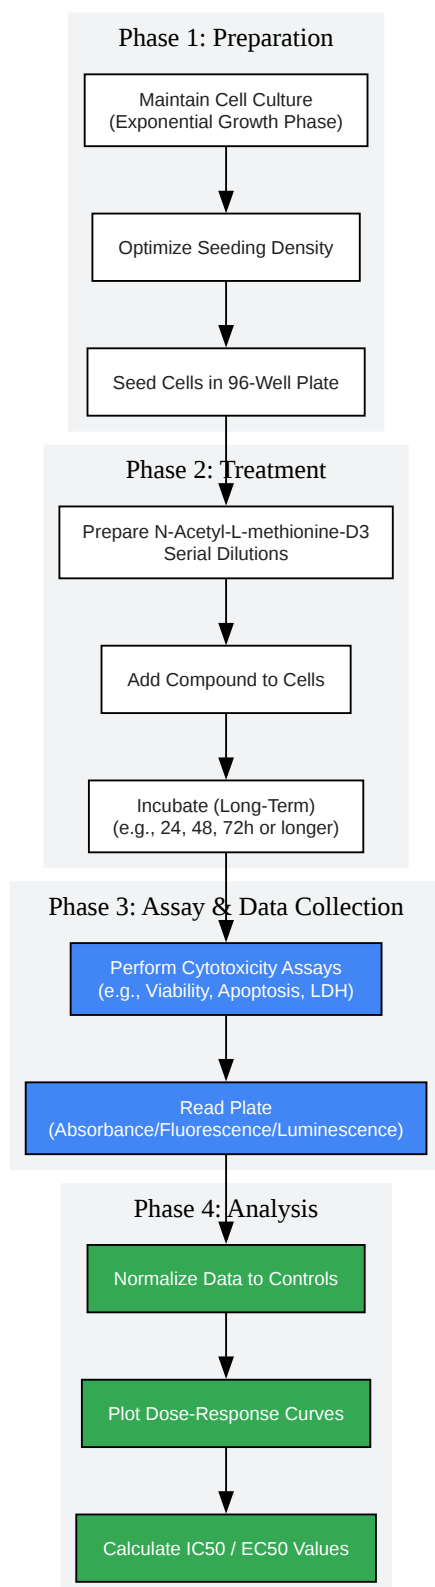 Phase 1: Preparation
Maintain Cell Culture
(Exponential Growth Phase)
Optimize Seeding Density
Seed Cells in 96-Well Plate
Phase 2: Treatment
Prepare N-Acetyl-L-methionine-D3
Serial Dilutions
Add Compound to Cells
Incubate (Long-Term)
(e.g., 24, 48, 72h or longer)
Phase 3: Assay & Data Collection
Perform Cytotoxicity Assays
(e.g., Viability, Apoptosis, LDH)
Read Plate
(Absorbance/Fluorescence/Luminescence)
Phase 4: Analysis
Normalize Data to Controls
Plot Dose-Response Curves
Calculate IC50 / EC50 Values